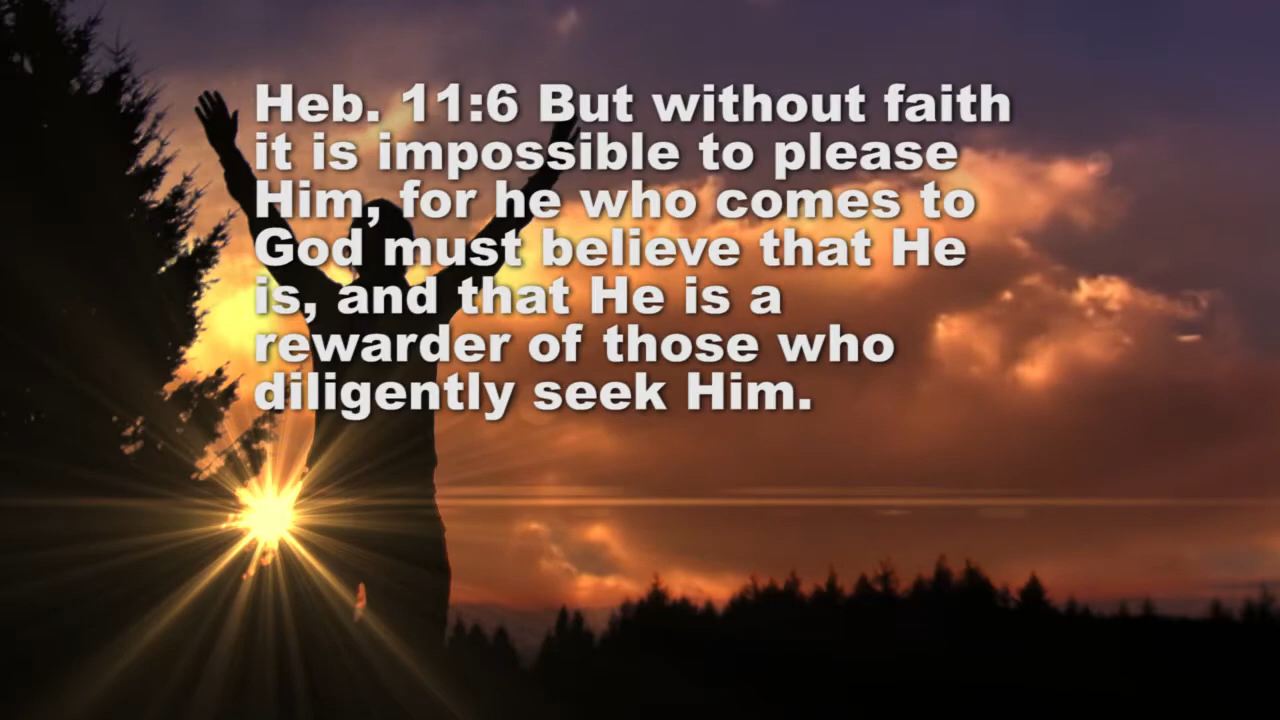 Heb. 11:6 But without faith
it is impossible to please
Him, for he who comes to
God must believe that He
is, and that He is a
rewarder of those who
diligently seek Him.